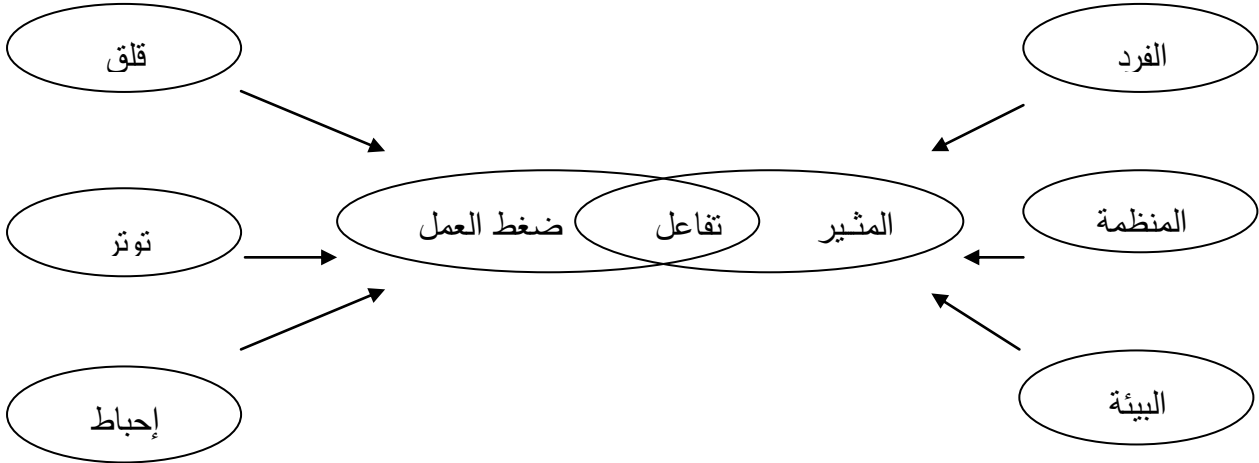 الفرد
قلق
المنظمة
المثـير
تفاعل
ضغط العمل
توتر
البيئة
إحباط